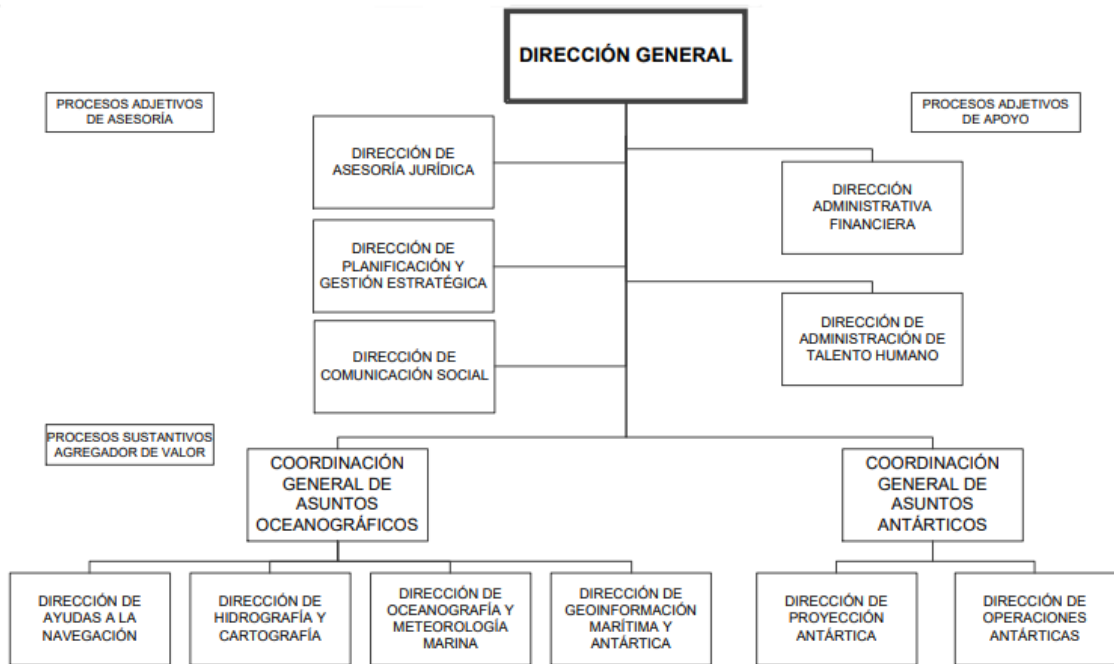 DIRECCIÓN GENERAL
PROCESOS ADJETIVOS
DE ASESORÍA
PROCESOS ADJETIVOS
DE APOYO
DIRECCIÓN DE
ASESORÍA JURÍDICA
DIRECCIÓN
ADMINISTRATIVA
FINANCIERA
DIRECCIÓN DE
PLANIFICACIÓN Y
GESTIÓN ESTRATÉGICA
DIRECCIÓN DE
ADMINISTRACIÓN DE
TALENTO HUMANO
DIRECCIÓN DE
COMUNICACIÓN SOCIAL
PROCESOS SUSTANTIVOS
AGREGADOR DE VALOR
COORDINACIÓN
GENERAL DE
ASUNTOS
OCEANOGRÁFICOS
COORDINACIÓN
GENERAL DE
ASUNTOS
ANTÁRTICOS
DIRECCIÓN DE
AYUDAS A LA
NAVEGACIÓN
DIRECCIÓN DE
HIDROGRAFÍA Y
CARTOGRAFÍA
DIRECCIÓN DE
OCEANOGRAFÍA Y
METEOROLOGÍA
MARINA
DIRECCIÓN DE
GEOINFORMACIÓN
MARÍTIMA Y
ANTÁRTICA
DIRECCIÓN DE
PROYECCIÓN
ANTÁRTICA
DIRECCIÓN DE
OPERACIONES
ANTÁRTICAS